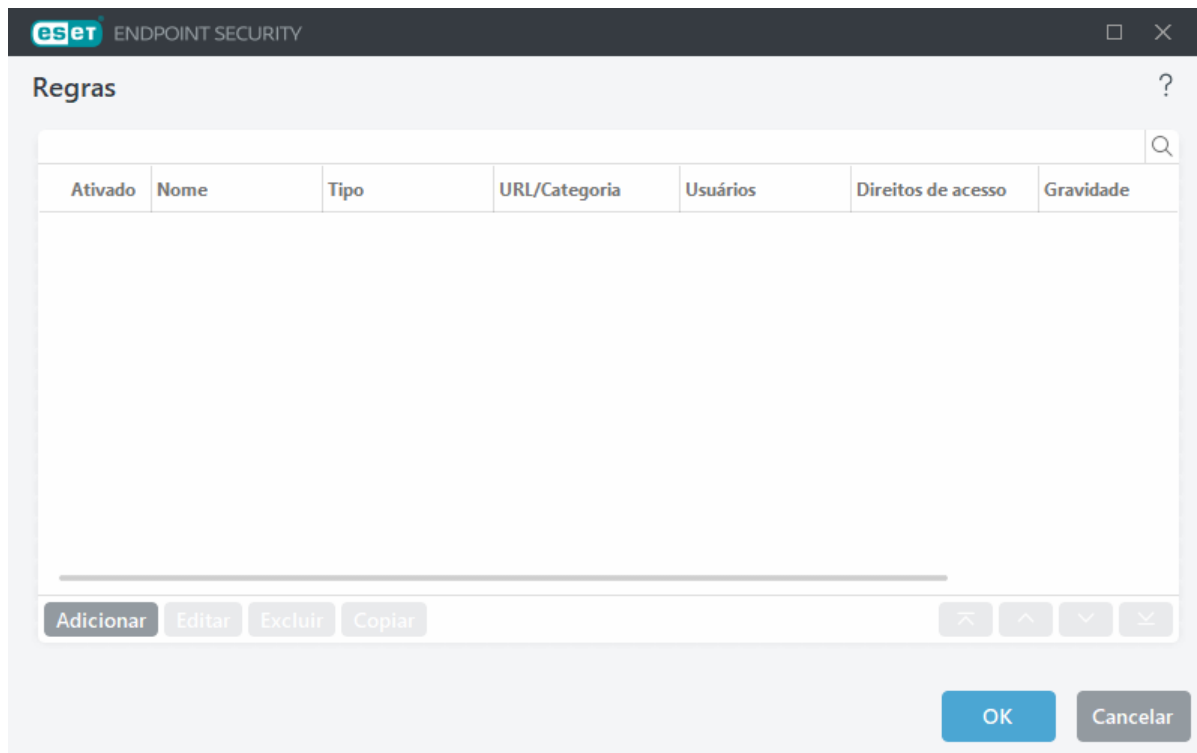 eset ENDPOINT SECURITY
Regras ?
Ativado Nome Tipo URL/Categoria Usuários Direitos de acesso Gravidade
Adicionar Editar Excluir Copiar
OK Cancelar